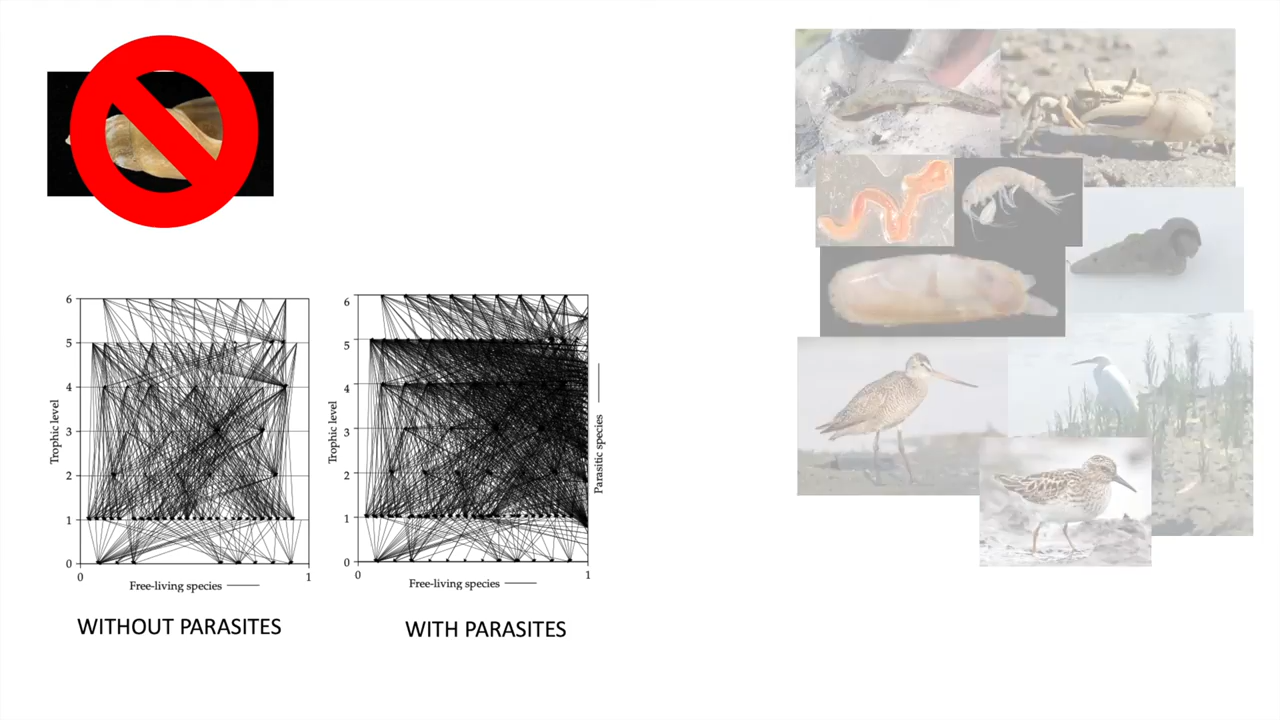 6
5
4
3
2
1
0
Trophic level
0
1
Free-living species
WITHOUT PARASITES
6
5
4
3
2
1
0
Trophic level
Parasitic species
0
1
Free-living species
WITH PARASITES